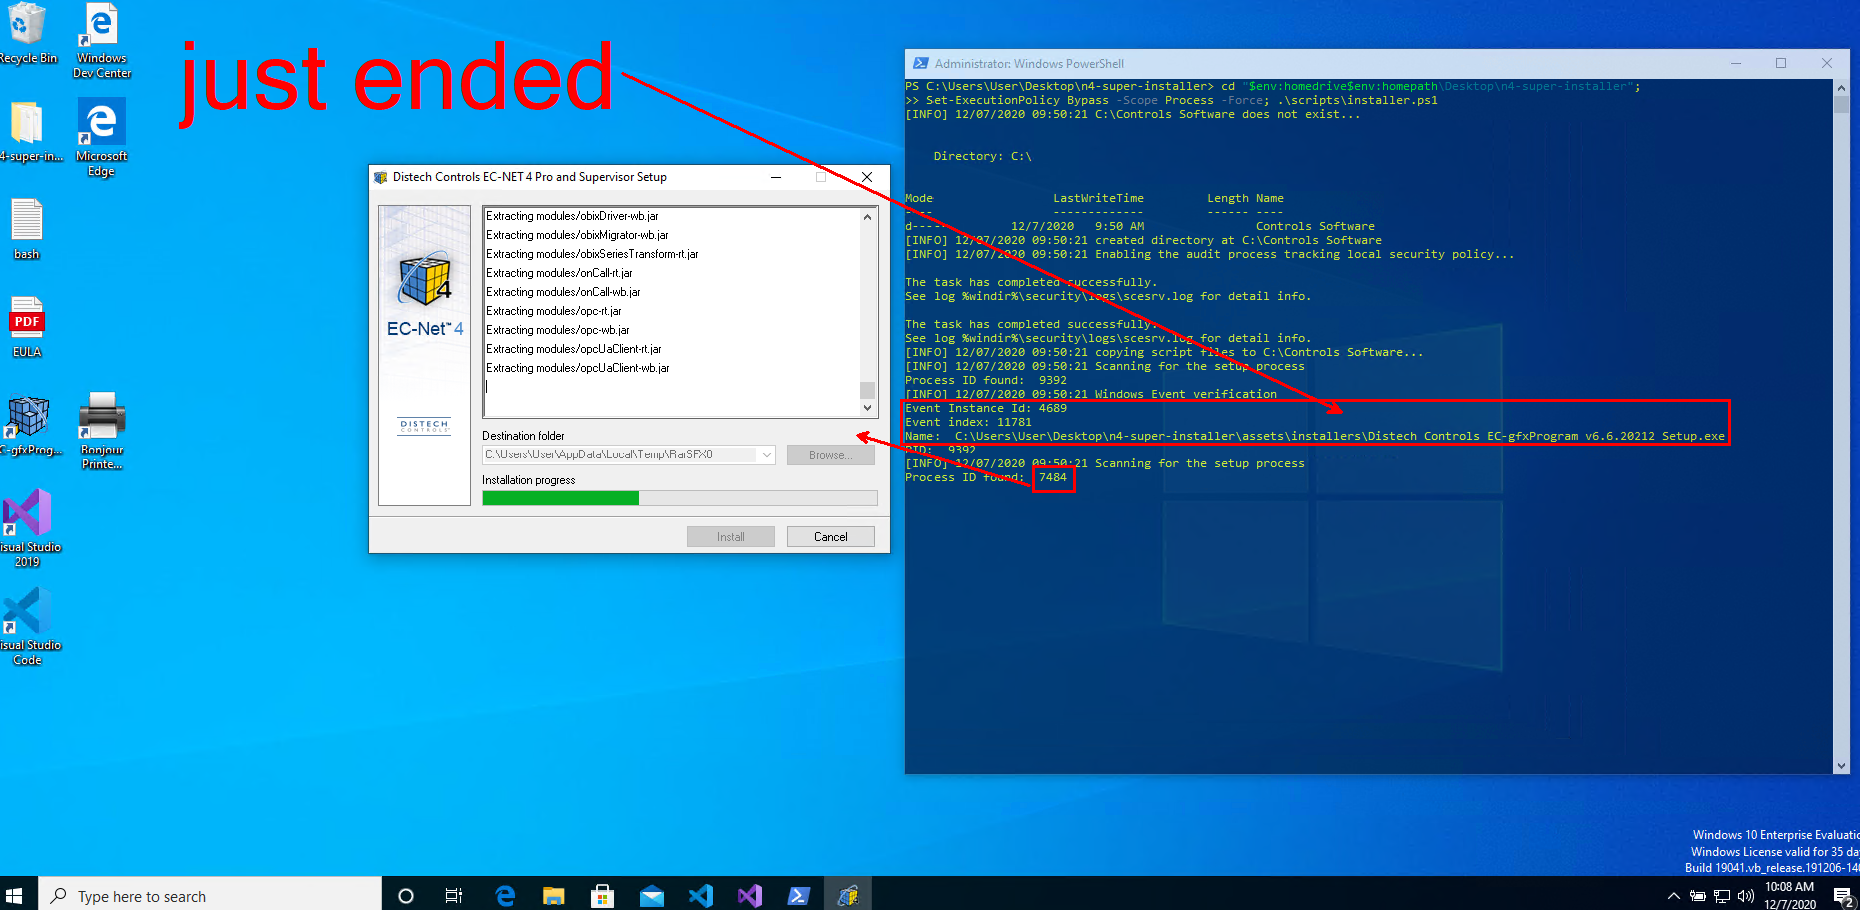 just ended
Recycle Bin
Windows
Dev Center
4-super-in...
Microsoft
Edge
bash
PDF
EULA
C-gfxProg...
Bonjour
Printe...
isual Studio
2019
isual Studio
Code
Distech Controls EC-NET 4 Pro and Supervisor Setup
4
EC-Net™ 4
DISTECH
CONTROLS
Extracting modules/obixDriver-wb.jar
Extracting modules/obixMigrator-wb.jar
Extracting modules/obixSeriesTransform-rt.jar
Extracting modules/onCall-rt.jar
Extracting modules/onCall-wb.jar
Extracting modules/opc-rt.jar
Extracting modules/opc-wb.jar
Extracting modules/opcUaClient-rt.jar
Extracting modules/opcUaClient-wb.jar
Destination folder
C:\Users\User\AppData\Local\Temp\RarSFX0
Browse...
Installation progress
Install
Cancel
Administrator: Windows PowerShell
PS C:\Users\User\Desktop\n4-super-installer> cd "$env:homedrive$env:homepath\Desktop\n4-super-installer";
>> Set-ExecutionPolicy Bypass -Scope Process -Force; .\scripts\installer.ps1
[INFO] 12/07/2020 09:50:21 C:\Controls Software does not exist...
Directory: C:\
Mode LastWriteTime Length Name
---- ------------- ------ ----
d----- 12/7/2020 9:50 AM Controls Software
[INFO] 12/07/2020 09:50:21 created directory at C:\Controls Software
[INFO] 12/07/2020 09:50:21 Enabling the audit process tracking local security policy...
The task has completed successfully.
See log %windir%\security\logs\scesrv.log for detail info.
The task has completed successfully.
See log %windir%\security\logs\scesrv.log for detail info.
[INFO] 12/07/2020 09:50:21 copying script files to C:\Controls Software...
[INFO] 12/07/2020 09:50:21 Scanning for the setup process
Process ID found: 9392
[INFO] 12/07/2020 09:50:21 Windows Event verification
Event Instance Id: 4689
Event index: 11781
Name: C:\Users\User\Desktop\n4-super-installer\assets\installers\Distech Controls EC-gfxProgram v6.6.20212 Setup.exe
PID: 9392
[INFO] 12/07/2020 09:50:21 Scanning for the setup process
Process ID found: 7484
Windows 10 Enterprise Evaluatio
Windows License valid for 35 day
Build 19041.vb_release.191206-140
Type here to search
10:08 AM
12/7/2020
2